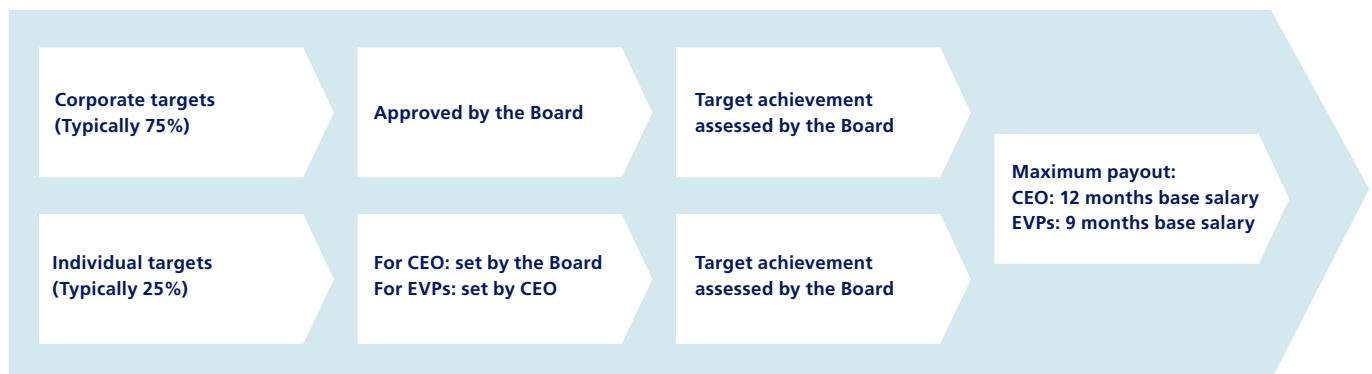 Corporate targets
(Typically 75%)
Approved by the Board
Target achievement
assessed by the Board
Individual targets
(Typically 25%)
For CEO: set by the Board
For EVPs: set by CEO
Target achievement
assessed by the Board
Maximum payout:
CEO: 12 months base salary
EVPs: 9 months base salary